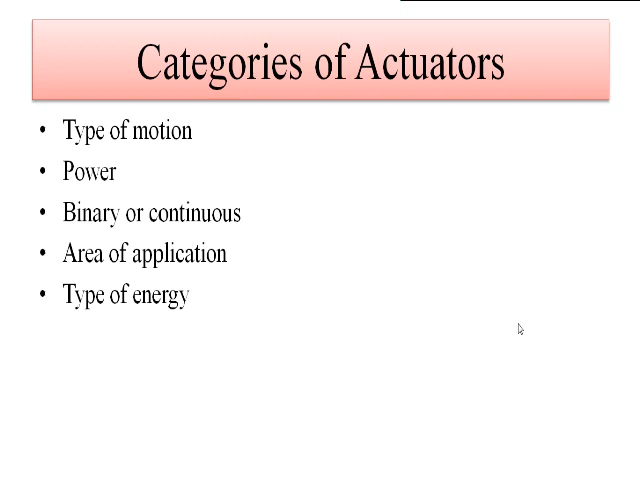 Categories of Actuators
• Type of motion
• Power
• Binary or continuous
• Area of application
• Type of energy